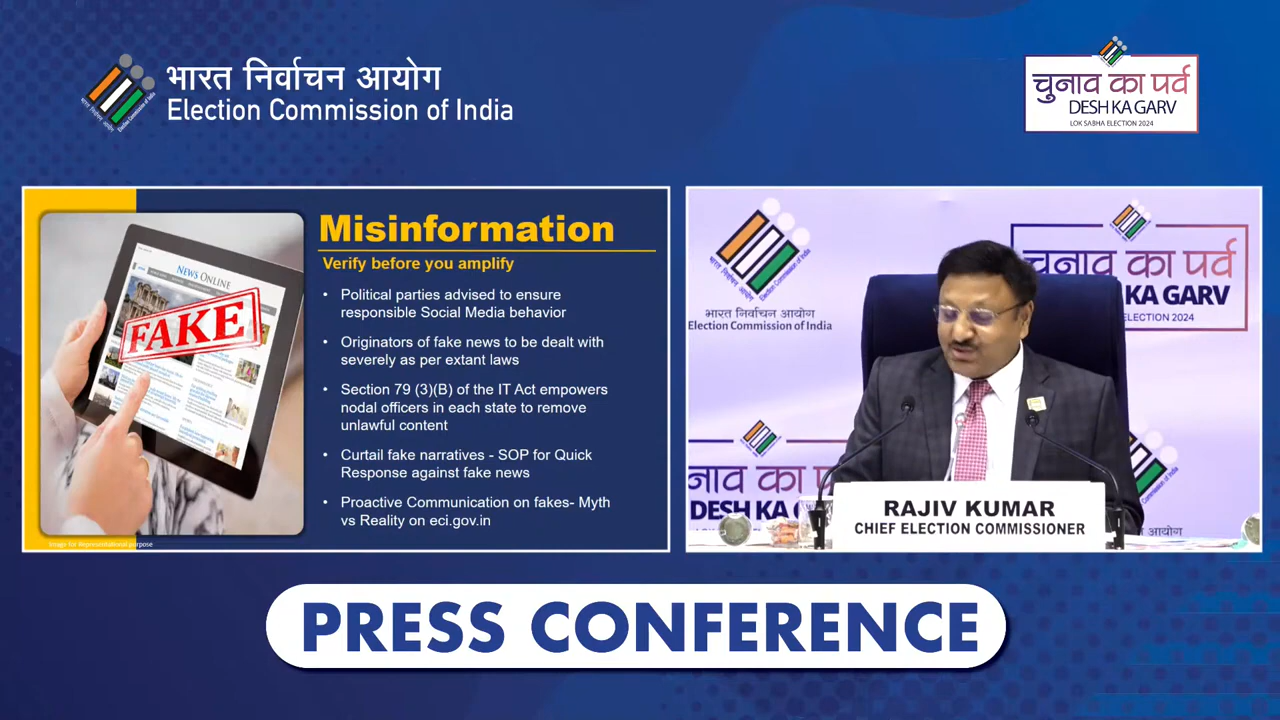 भारत निर्वाचन आयोग
Election Commission of India
चुनाव का पर्व
DESH KA GARV
LOK SABHA ELECTION 2024
Misinformation
Verify before you amplify
• Political parties advised to ensure
responsible Social Media behavior
• Originators of fake news to be dealt with
severely as per extant laws
• Section 79 (3)(B) of the IT Act empowers
nodal officers in each state to remove
unlawful content
• Curtail fake narratives - SOP for Quick
Response against fake news
• Proactive Communication on fakes- Myth
vs Reality on eci.gov.in
NEWS ONLINE
FAKE
Image for Representational purpose
भारत निर्वाचन आयोग
Election Commission of India
चुनाव का पर्व
KA GARV
ELECTION 2024
नाव का प
DESH KA G
आयोग
RAJIV KUMAR
CHIEF ELECTION COMMISSIONER
PRESS CONFERENCE